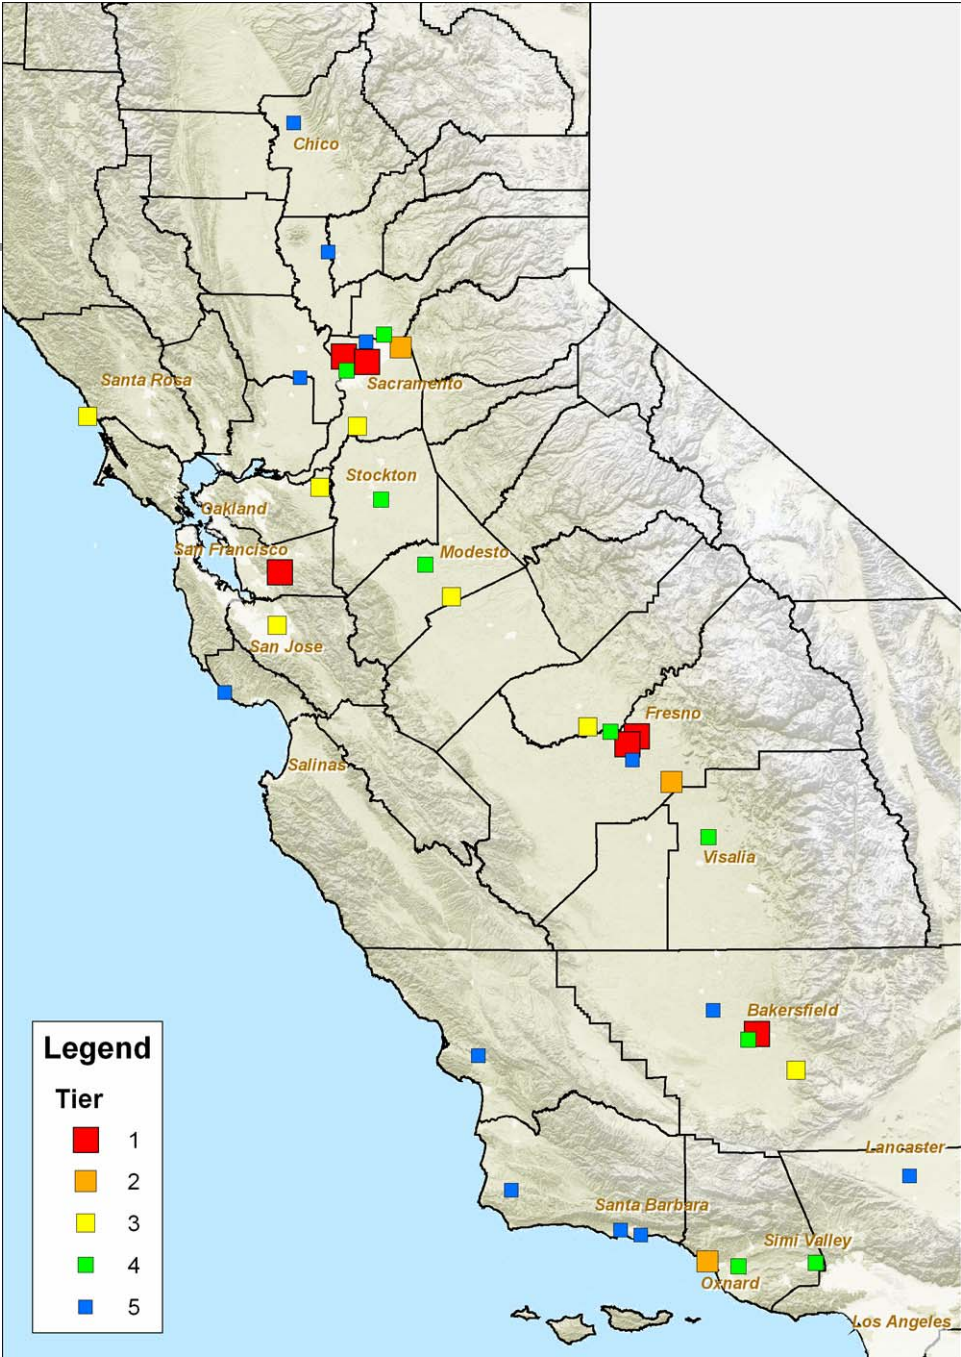 Chico
Santa Rosa
Sacramento
Stockton
Oakland
San Francisco
Modesto
San Jose
Fresno
Salinas
Visalia
Bakersfield
Lancaster
Santa Barbara
Simi Valley
Oxnard
Los Angeles
Legend
Tier
1
2
3
4
5